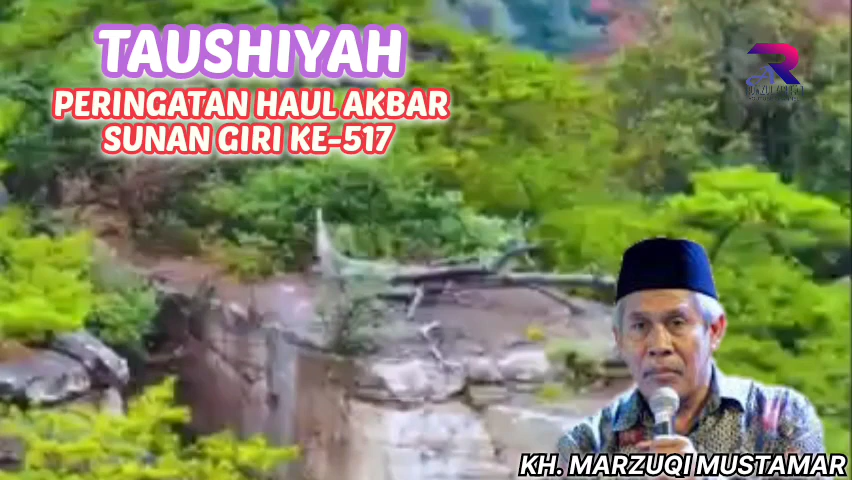 TAUSHIYAH
PERINGATAN HAUL AKBAR
SUNAN GIRI KE-517
KH. MARZUQI MUSTAMAR